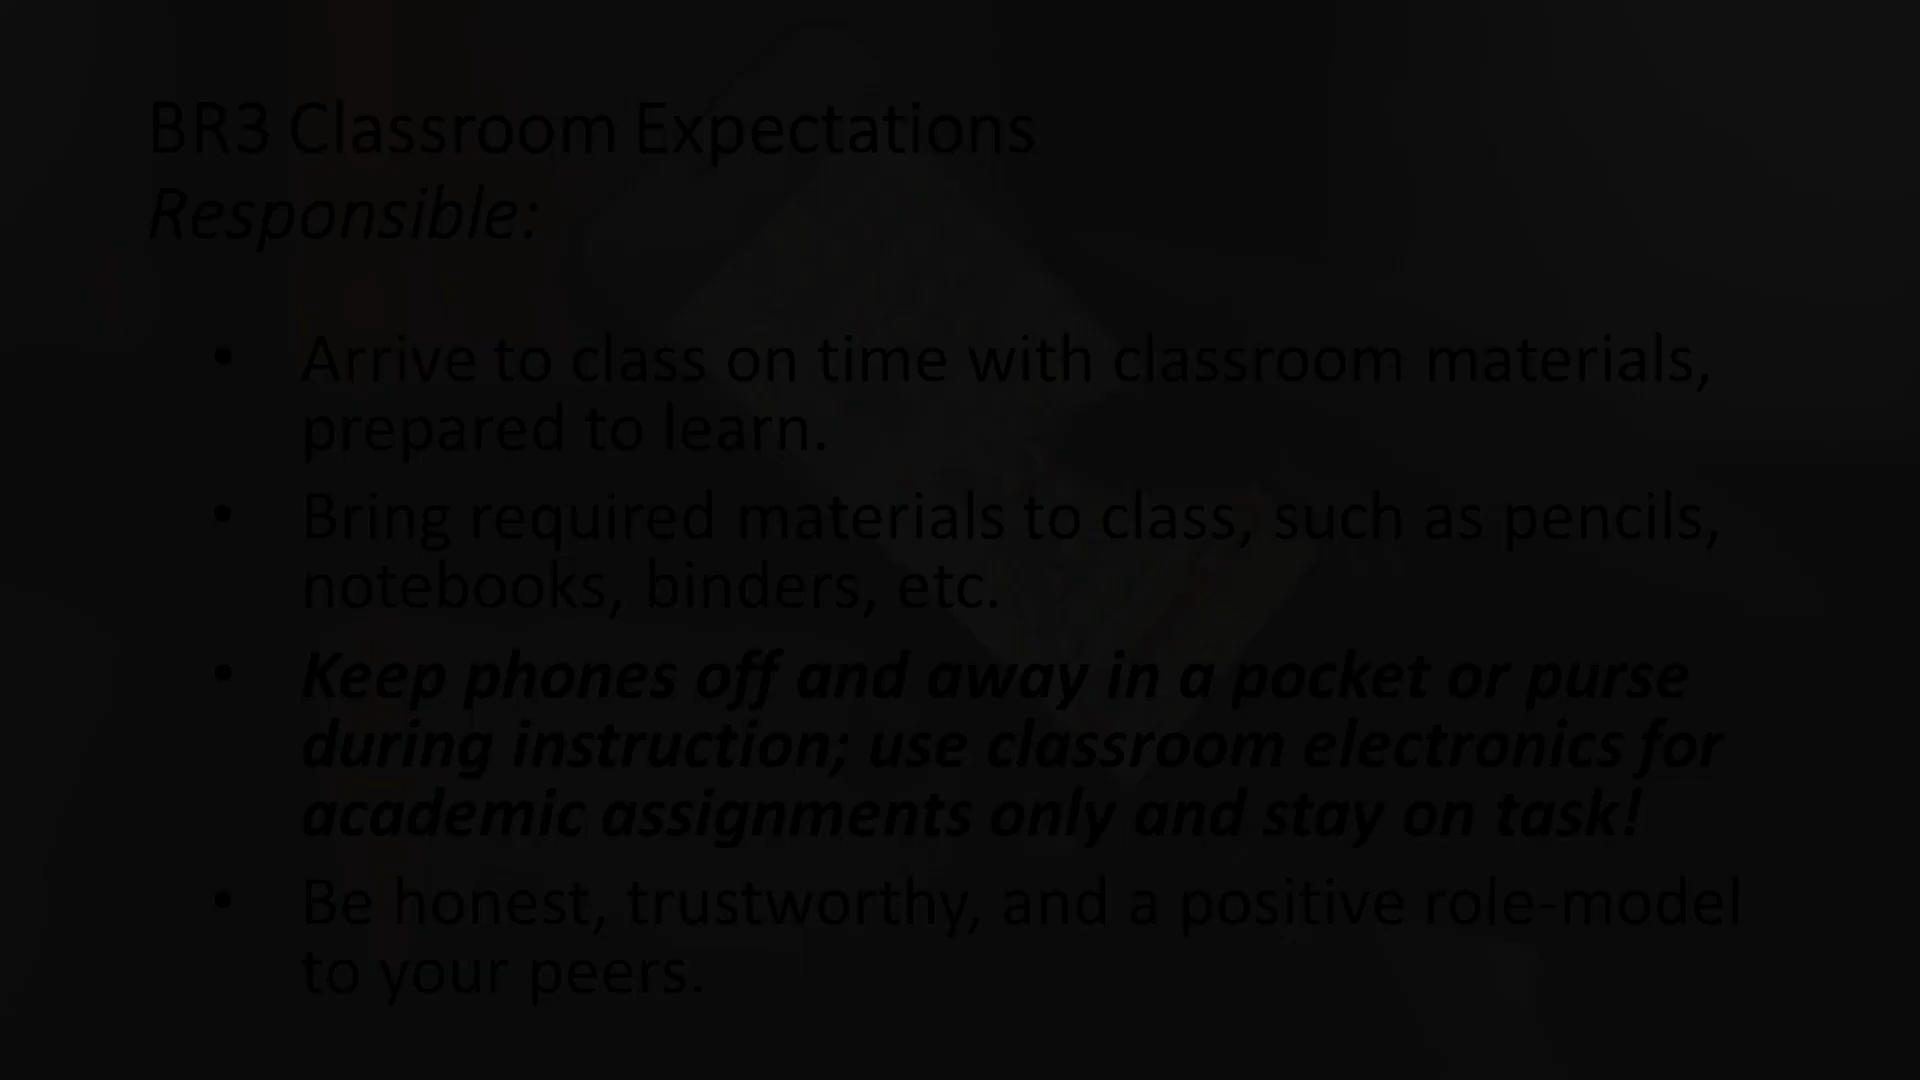 BR3 Classroom Expectations
Responsible:
• Arrive to class on time with classroom materials,
prepared to learn.
• Bring required materials to class, such as pencils,
notebooks, binders, etc.
• Keep phones off and away in a pocket or purse
during instruction; use classroom electronics for
academic assignments only and stay on task!
• Be honest, trustworthy, and a positive role-model
to your peers.